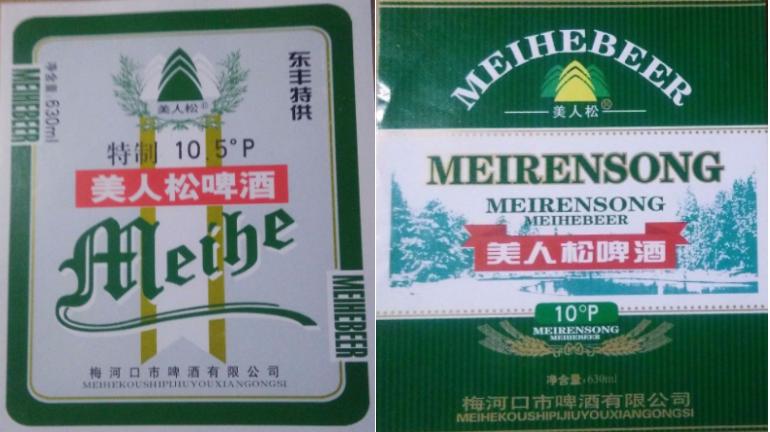 东丰特供
净含量 630ml
MEIHEBEER
美人松®
特制 10.5°P
美人松啤酒
Meihe
MEIHEBEER
梅河口市啤酒有限公司
MEIHEKOUSHIPIJIUYOUXIANGONGSI
MEIHEBEER
美人松®
MEIRENSONG
MEIRENSONG
MEIHEBEER
美人松啤酒
10°P
MEIRENSONG
MEIHEBEER
净含量:630ml
梅河口市啤酒有限公司
MEIHEKOUSHIPIJIUYOUXIANGONGSI